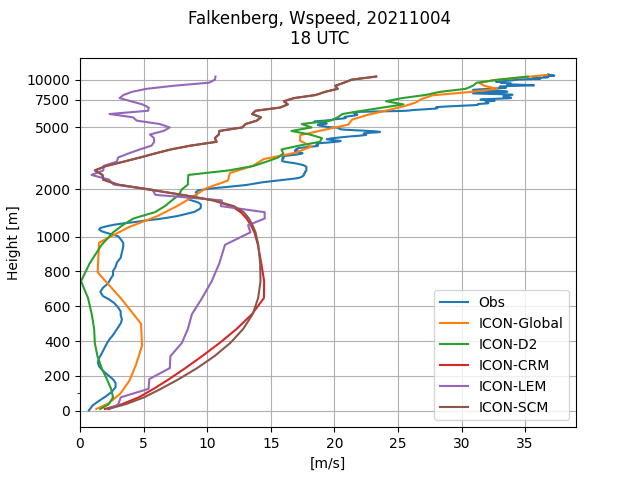 Falkenberg, Wspeed, 20211004
18 UTC
Height [m]
10000
7500
5000
2000
1000
800
600
400
200
0
0
5
10
15
20
25
30
35
[m/s]
Obs
ICON-Global
ICON-D2
ICON-CRM
ICON-LEM
ICON-SCM